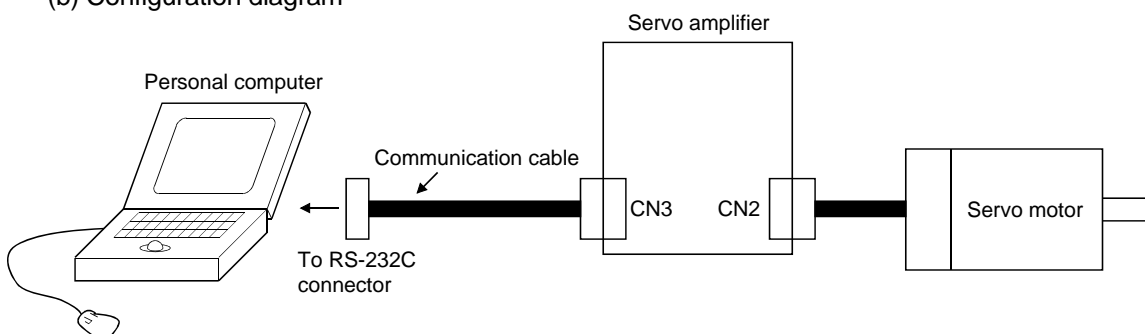 (b) Configuration diagram
Servo amplifier
Personal computer
Communication cable
CN3
CN2
Servo motor
To RS-232C
connector